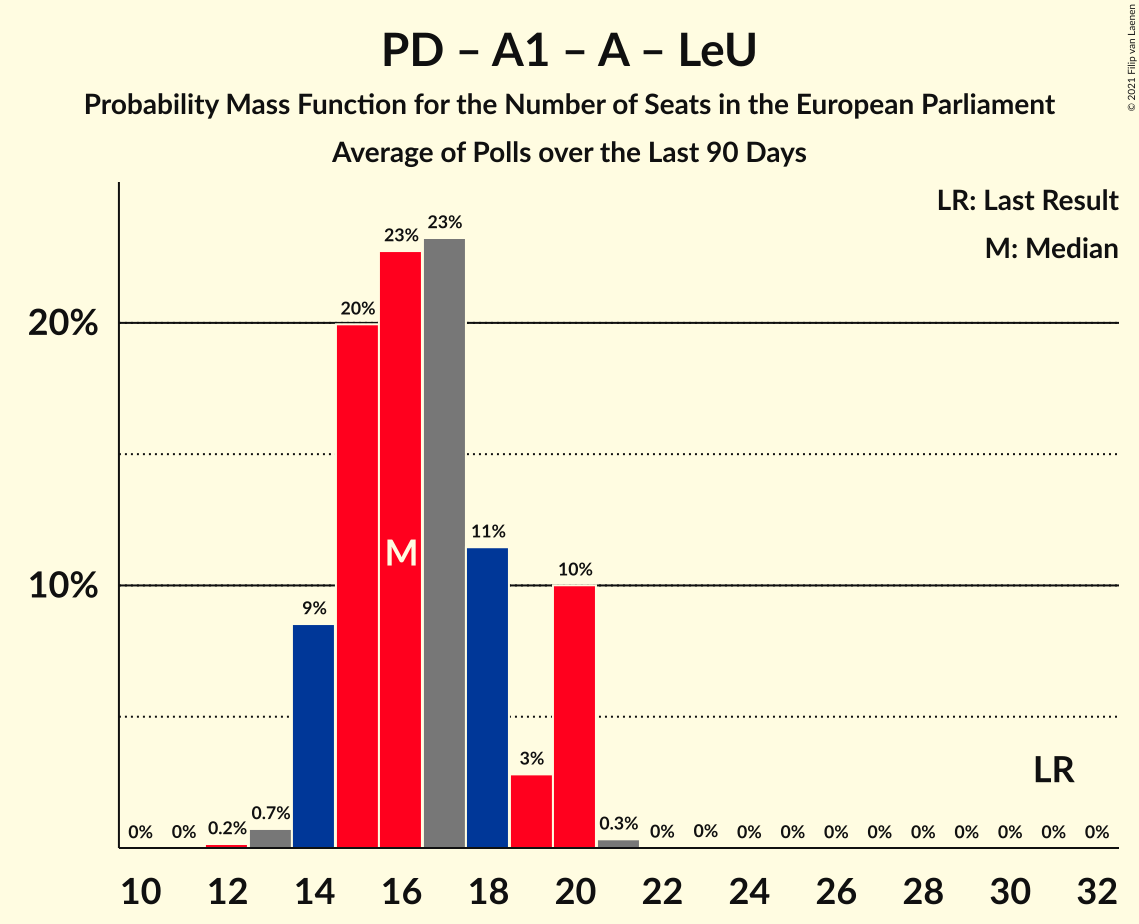 PD – A1 – A – LeU
Probability Mass Function for the Number of Seats in the European Parliament
Average of Polls over the Last 90 Days
© 2021 Filip van Laenen
LR: Last Result
M: Median
20%
10%
0% 0% 0.2% 0.7% 9% 20% 23% 23% 11% 3% 10% 0.3% 0% 0% 0% 0% 0% 0% 0% 0% 0% 0% 0%
M
LR
10 12 14 16 18 20 22 24 26 28 30 32